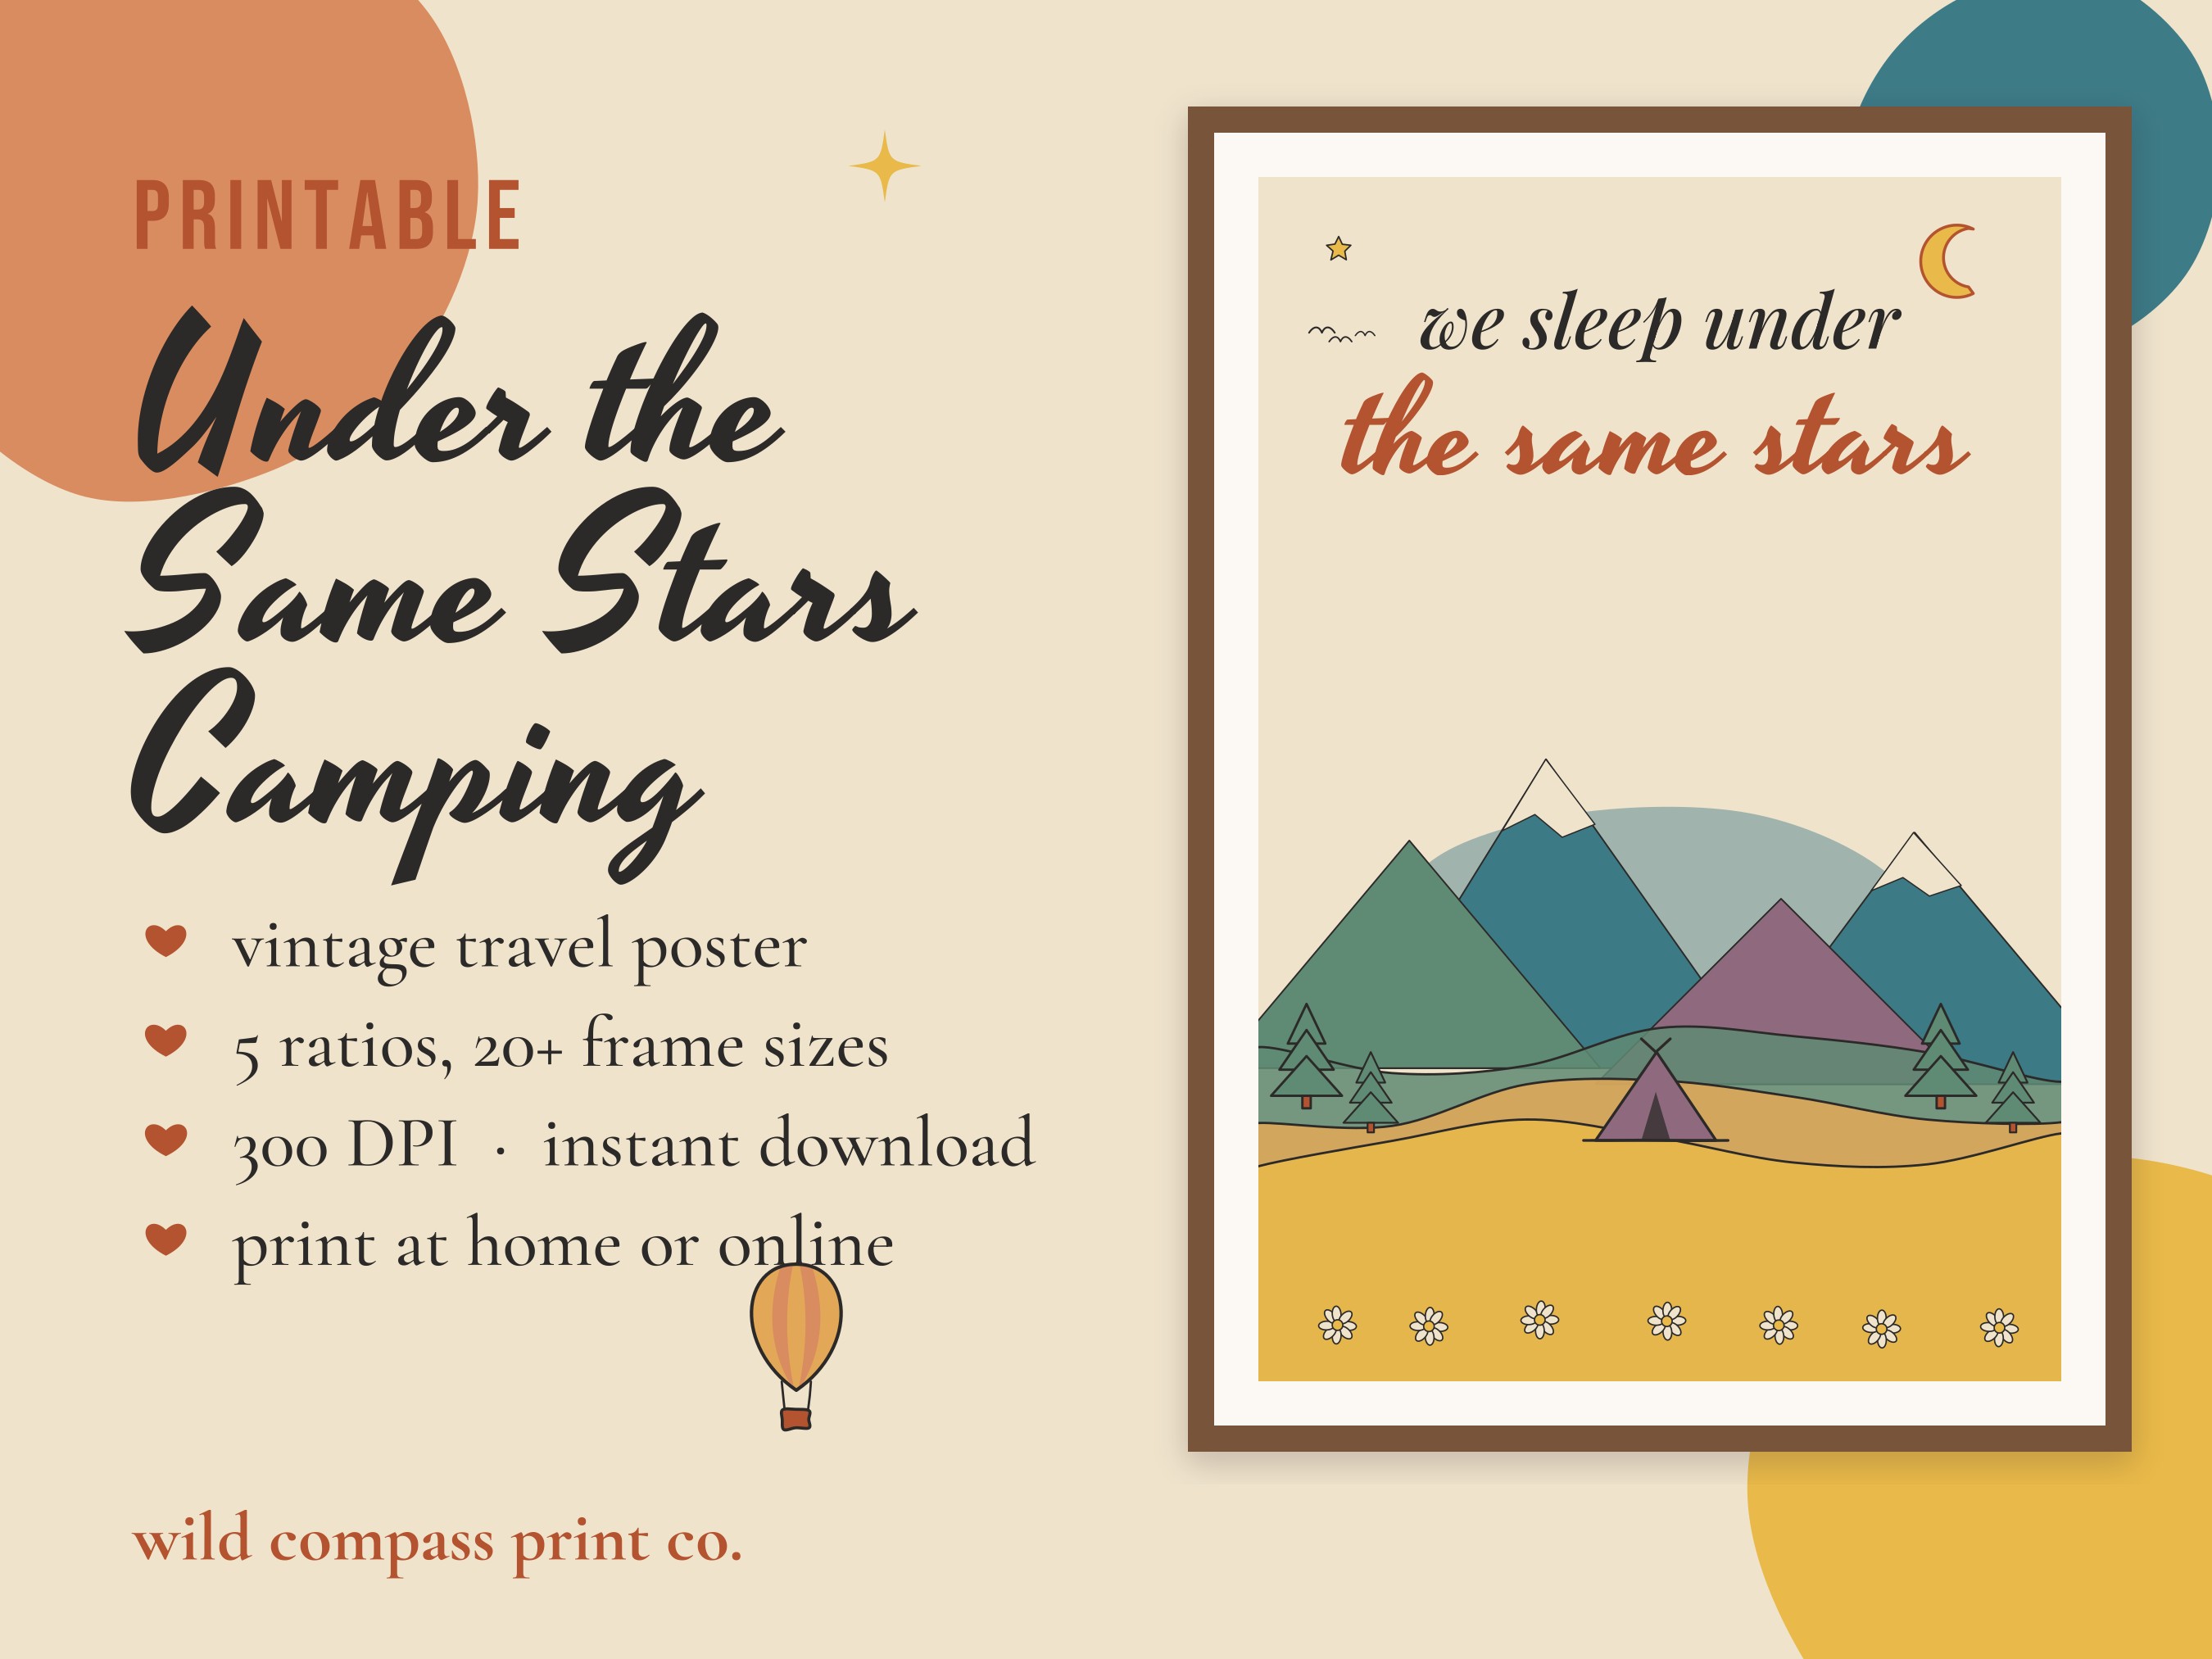 PRINTABLE
Under the
Same Stars
Camping
vintage travel poster
5 ratios, 20+ frame sizes
300 DPI · instant download
print at home or online
wild compass print co.
we sleep under
the same stars